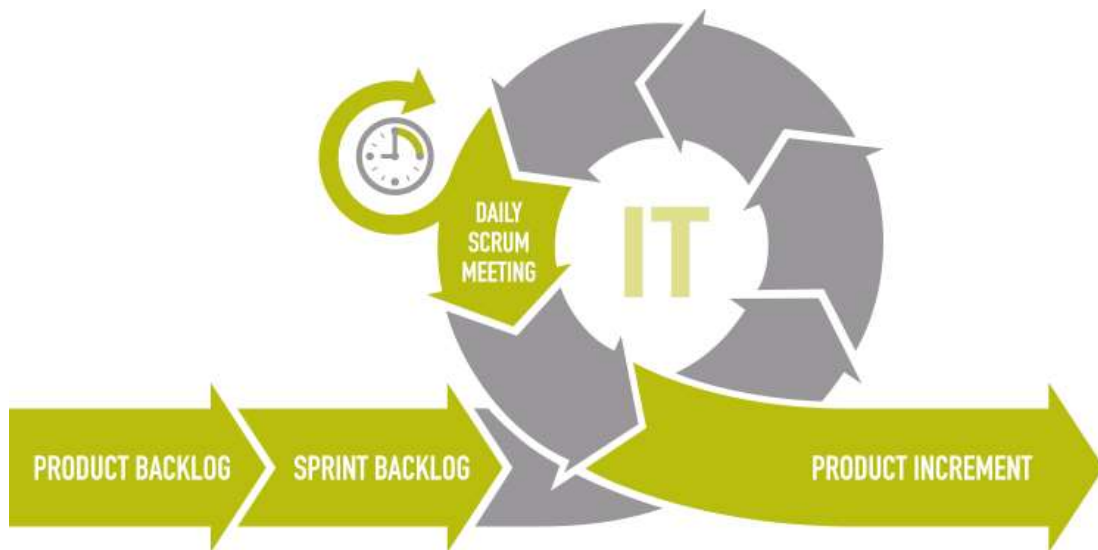 DAILY
SCRUM
MEETING
IT
PRODUCT BACKLOG
SPRINT BACKLOG
PRODUCT INCREMENT